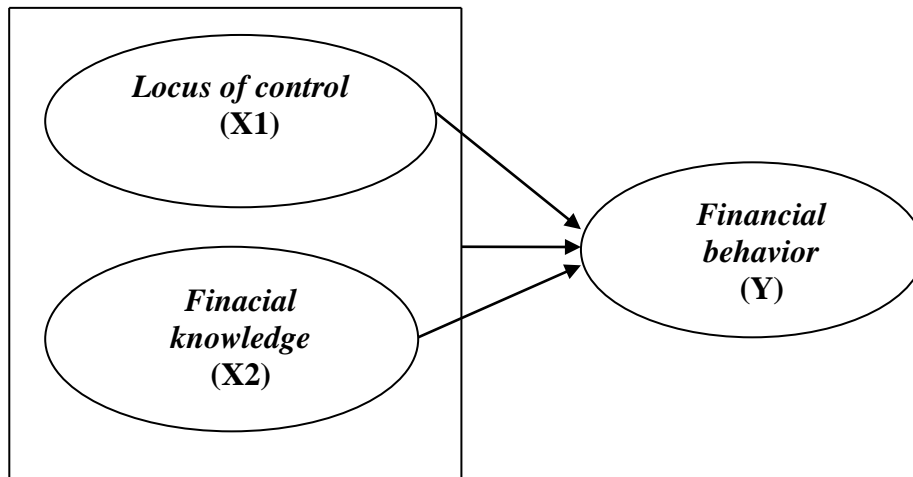 Locus of control
(X1)
Finacial
knowledge
(X2)
Financial
behavior
(Y)